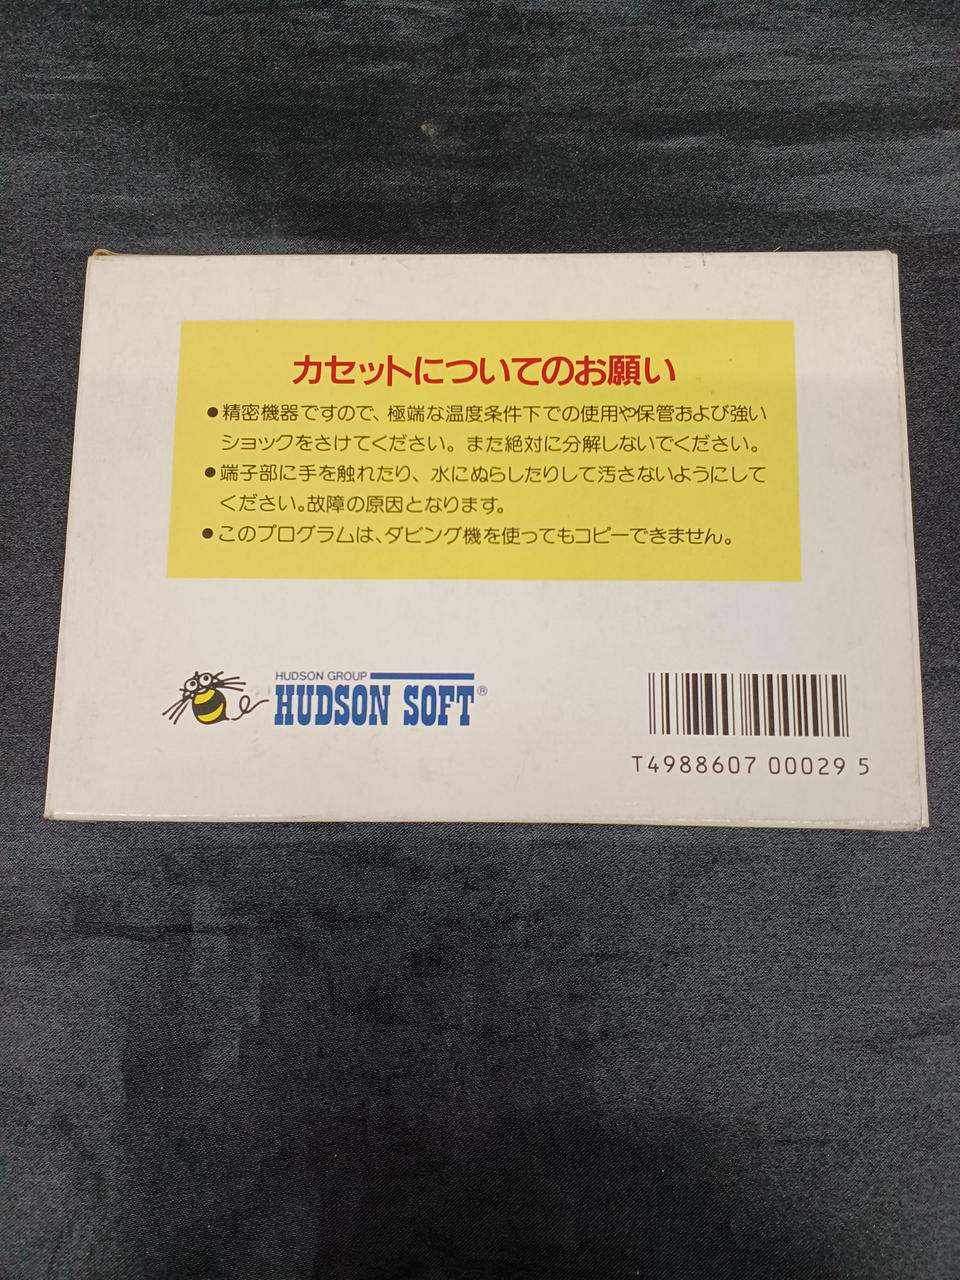 カセットについてのお願い
●精密機器ですので、極端な温度条件下での使用や保管および強い
ショックをさけてください。また絶対に分解しないでください。
●端子部に手を触れたり、水にぬらしたりして汚さないようにして
ください。故障の原因となります。
●このプログラムは、ダビング機を使ってもコピーできません。
HUDSON GROUP
HUDSON SOFT®
T4988607 00029 5